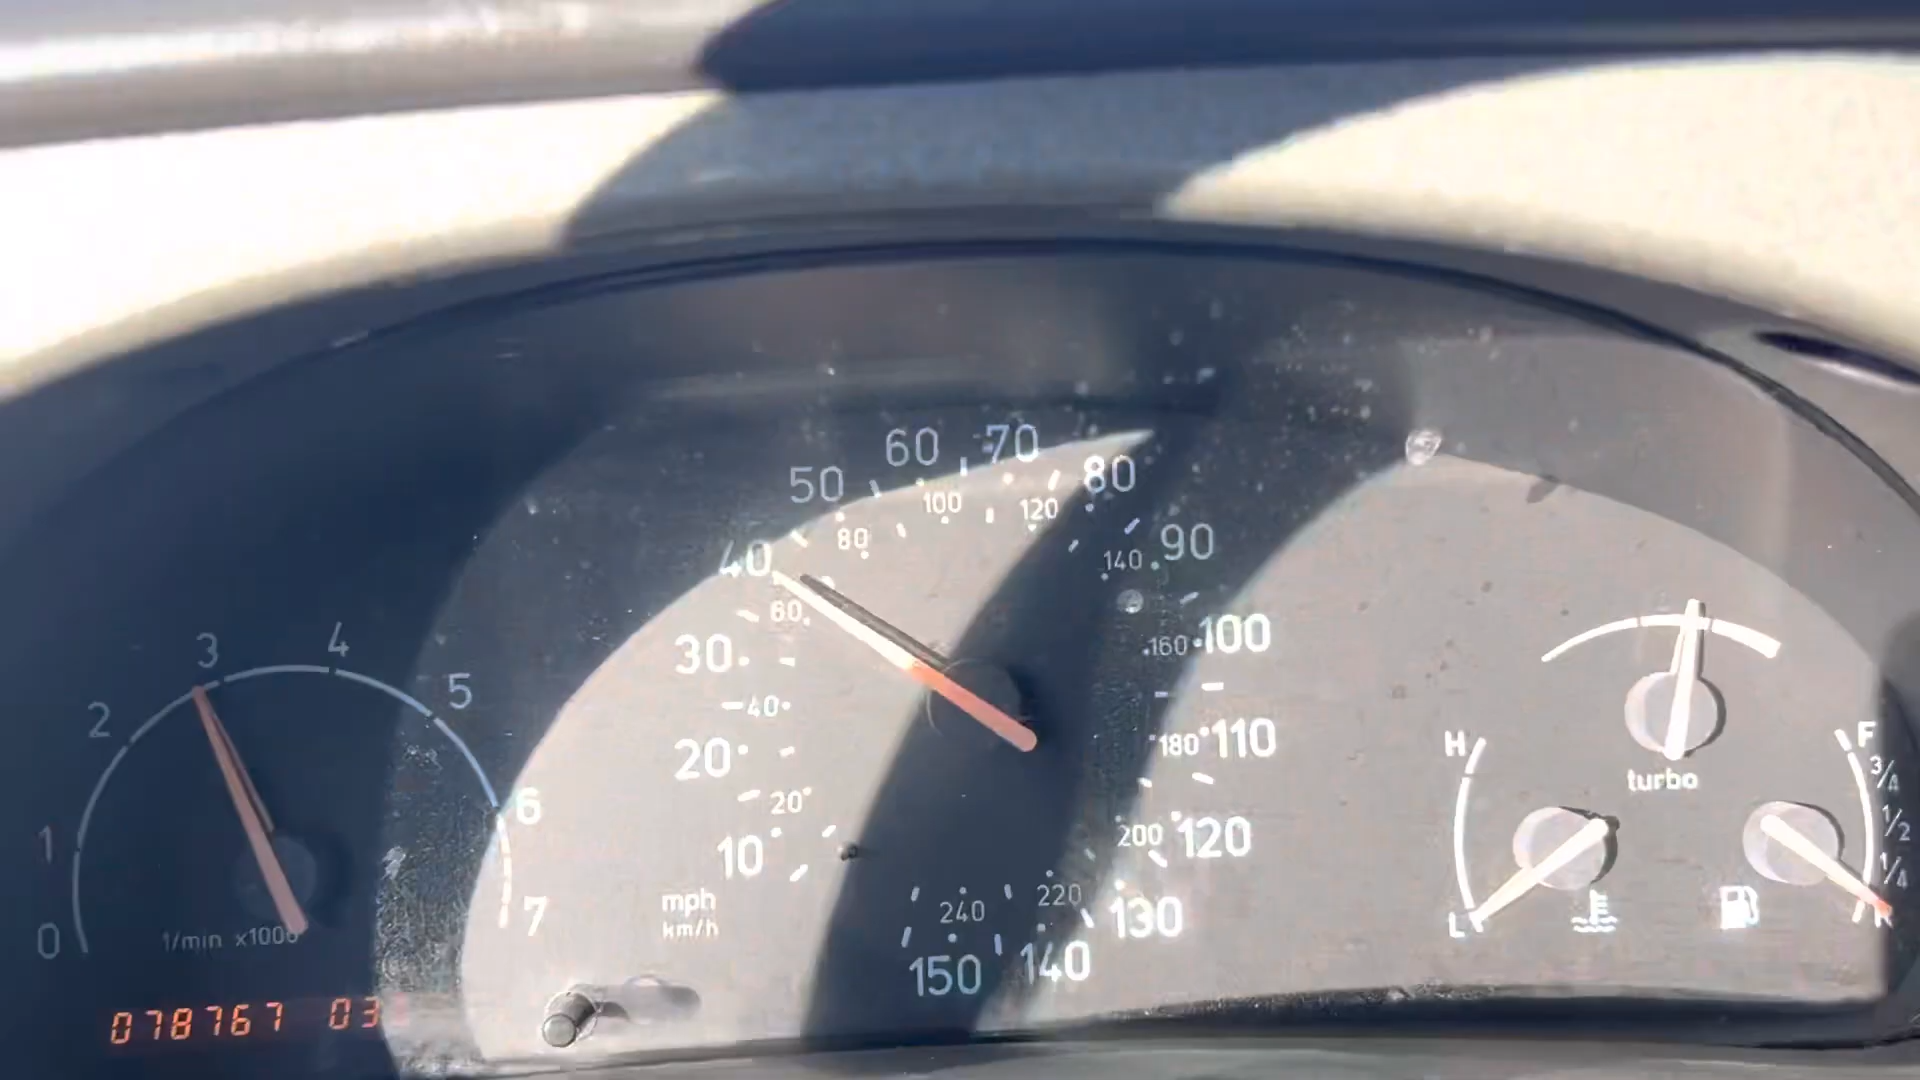 60 70
50 80
100 120
80
40 140 90
60
3 4 30 160 100
2 5 40
20 180 110
H F
turbo 3/4
6 20 1/2
1 10 200 120 1/4
7 mph 240 220 130 L R
0 1/min x1000 km/h
150 140
078767 03